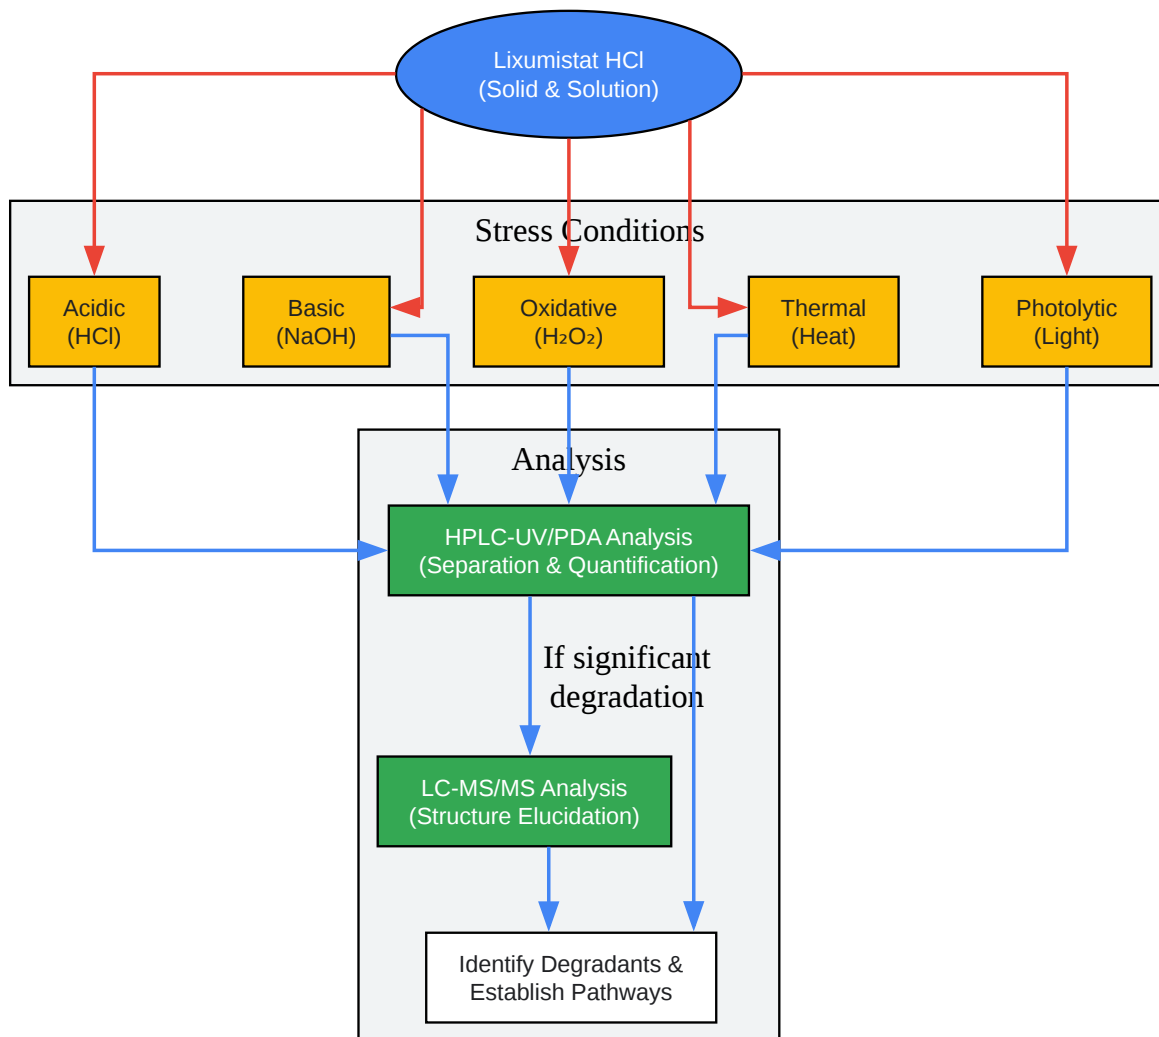 Lixumistat HCl
(Solid & Solution)
Stress Conditions
Acidic
(HCl)
Basic
(NaOH)
Oxidative
(H₂O₂)
Thermal
(Heat)
Photolytic
(Light)
Analysis
HPLC-UV/PDA Analysis
(Separation & Quantification)
If significant
degradation
LC-MS/MS Analysis
(Structure Elucidation)
Identify Degradants &
Establish Pathways